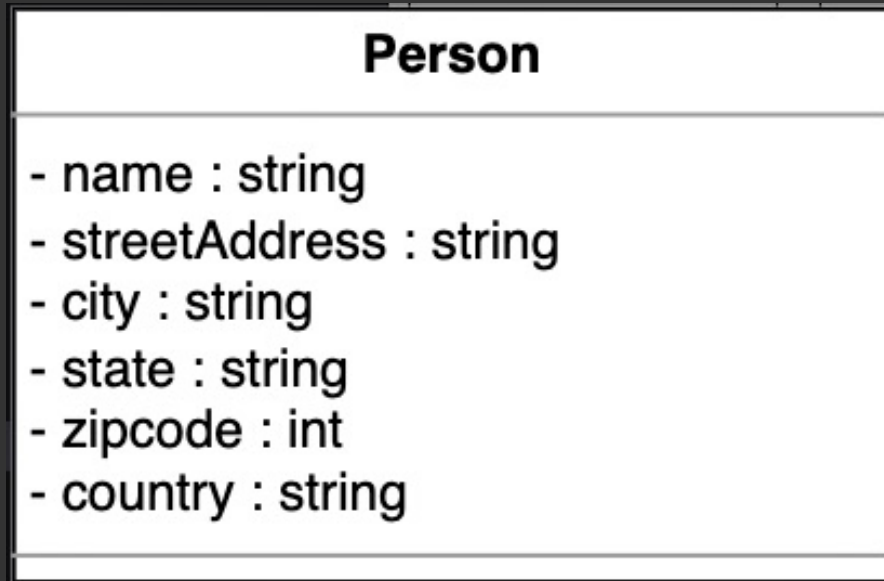 Person
- name : string
- streetAddress : string
- city : string
- state : string
- zipcode : int
- country : string